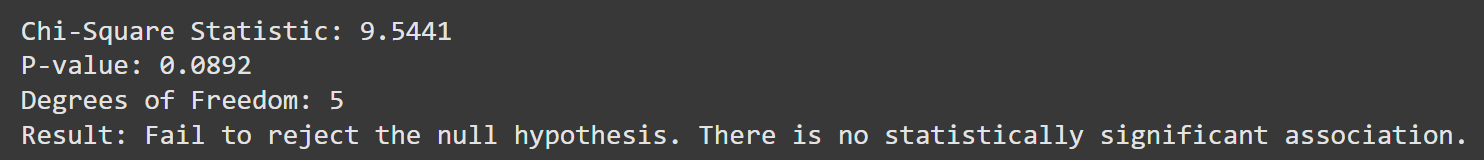 Chi-Square Statistic: 9.5441
P-value: 0.0892
Degrees of Freedom: 5
Result: Fail to reject the null hypothesis. There is no statistically significant association.